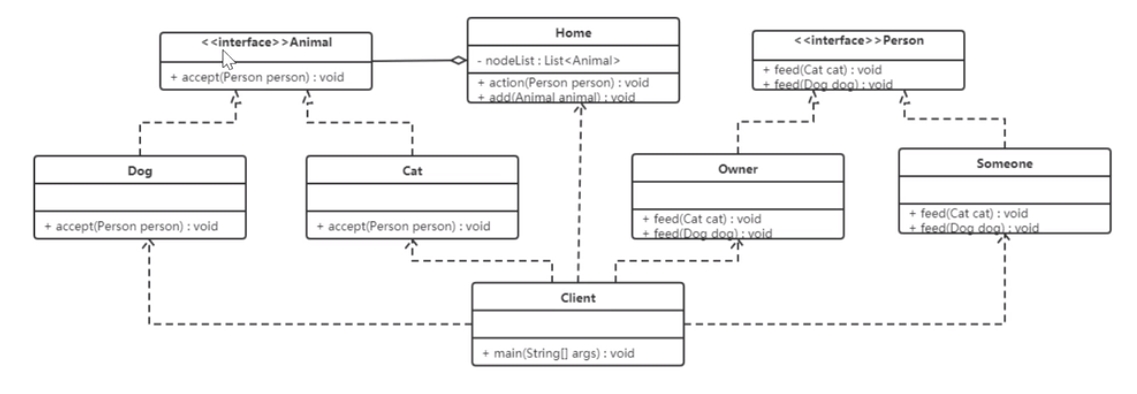 <<interface>>Animal
+ accept(Person person) : void
Home
- nodeList : List<Animal>
+ action(Person person) : void
+ add(Animal animal) : void
<<interface>>Person
+ feed(Cat cat) : void
+ feed(Dog dog) : void
Dog
+ accept(Person person) : void
Cat
+ accept(Person person) : void
Owner
+ feed(Cat cat) : void
+ feed(Dog dog) : void
Someone
+ feed(Cat cat) : void
+ feed(Dog dog) : void
Client
+ main(String[] args) : void